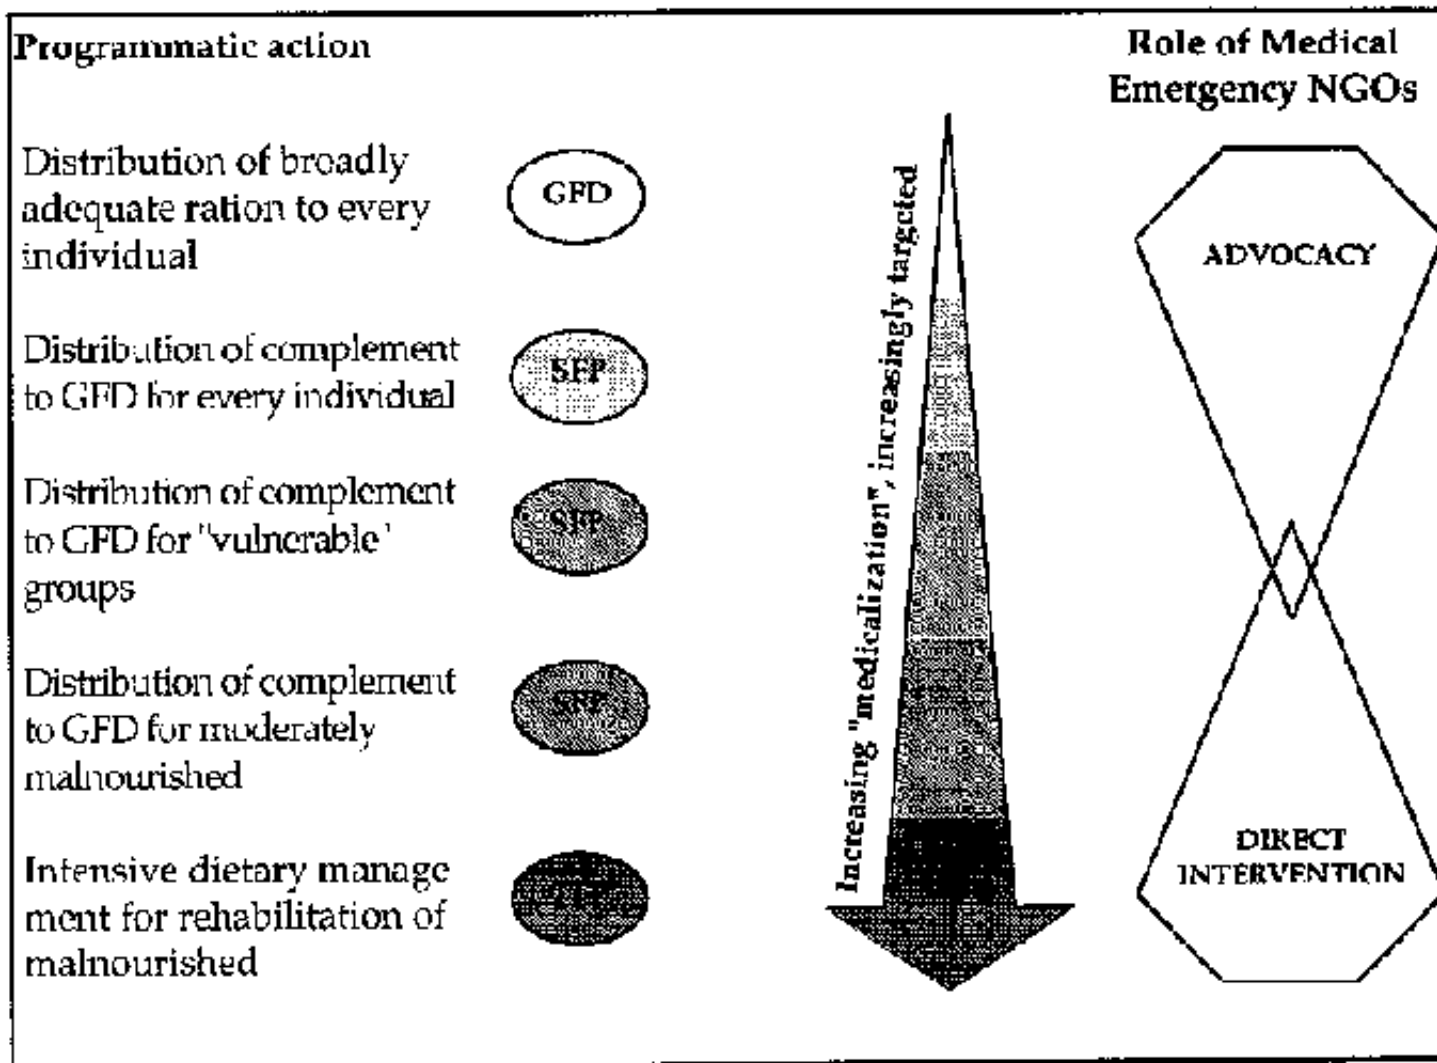 Programmatic action
Role of Medical
Emergency NGOs
Distribution of broadly
adequate ration to every
individual
GFD
Distribution of complement
to GFD for every individual
SFP
Distribution of complement
to GFD for "vulnerable"
groups
SFP
Distribution of complement
to GFD for moderately
malnourished
SFP
Intensive dietary manage
ment for rehabilitation of
malnourished
Increasing "medicalization", increasingly targeted
ADVOCACY
DIRECT
INTERVENTION